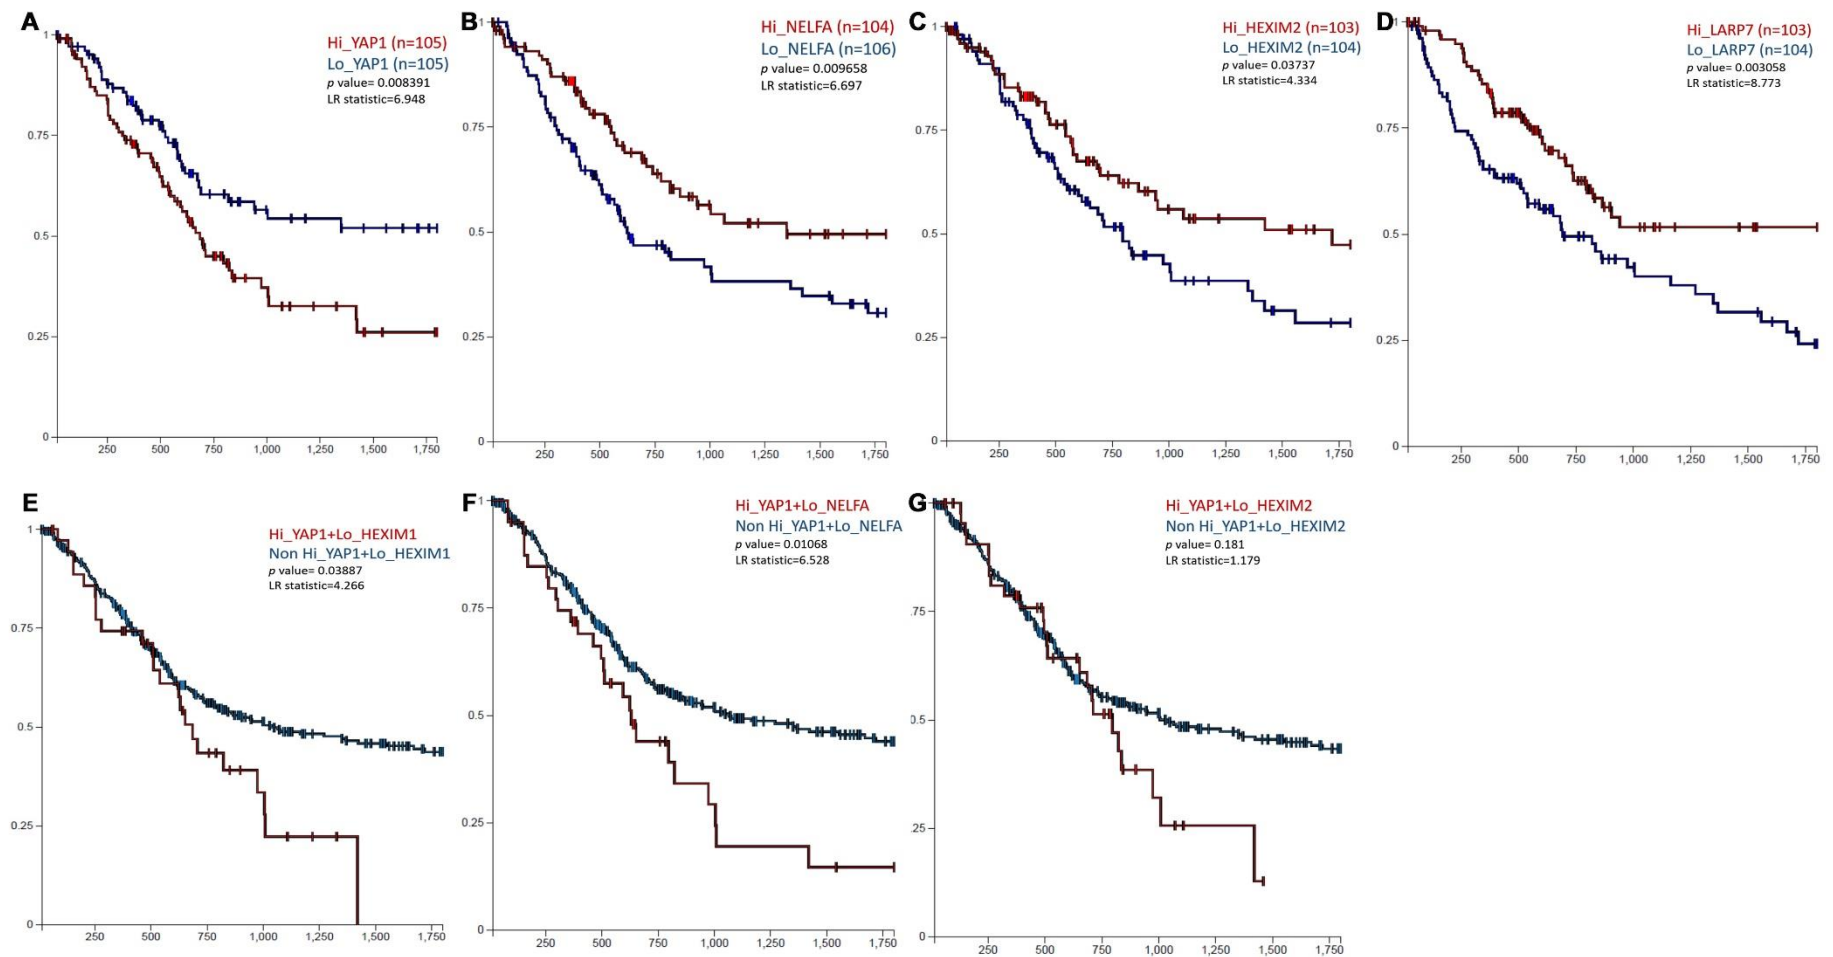 A
Hi_YAP1 (n=105)
Lo_YAP1 (n=105)
p value= 0.008391
LR statistic=6.948
1
0.75
0.5
0.25
0
250 500 750 1,000 1,250 1,500 1,750
B
Hi_NELFA (n=104)
Lo_NELFA (n=106)
p value= 0.009658
LR statistic=6.697
1
0.75
0.5
0.25
0
250 500 750 1,000 1,250 1,500 1,750
C
Hi_HEXIM2 (n=103)
Lo_HEXIM2 (n=104)
p value= 0.03737
LR statistic=4.334
1
0.75
0.5
0.25
0
250 500 750 1,000 1,250 1,500 1,750
D
Hi_LARP7 (n=103)
Lo_LARP7 (n=104)
p value= 0.003058
LR statistic=8.773
1
0.75
0.5
0.25
0
250 500 750 1,000 1,250 1,500 1,750
E
Hi_YAP1+Lo_HEXIM1
Non Hi_YAP1+Lo_HEXIM1
p value= 0.03887
LR statistic=4.266
1
0.75
0.5
0.25
0
250 500 750 1,000 1,250 1,500 1,750
F
Hi_YAP1+Lo_NELFA
Non Hi_YAP1+Lo_NELFA
p value= 0.01068
LR statistic=6.528
1
0.75
0.5
0.25
0
250 500 750 1,000 1,250 1,500 1,750
G
Hi_YAP1+Lo_HEXIM2
Non Hi_YAP1+Lo_HEXIM2
p value= 0.181
LR statistic=1.179
.75
0.5
.25
0
250 500 750 1,000 1,250 1,500 1,750